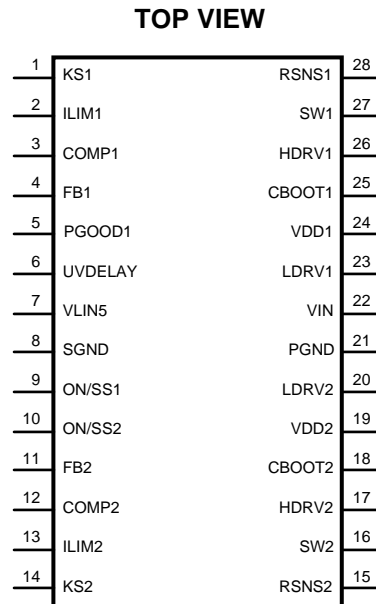 TOP VIEW
1 KS1 RSNS1 28
2 ILIM1 SW1 27
3 COMP1 HDRV1 26
4 FB1 CBOOT1 25
5 PGOOD1 VDD1 24
6 UVDELAY LDRV1 23
7 VLIN5 VIN 22
8 SGND PGND 21
9 ON/SS1 LDRV2 20
10 ON/SS2 VDD2 19
11 FB2 CBOOT2 18
12 COMP2 HDRV2 17
13 ILIM2 SW2 16
14 KS2 RSNS2 15